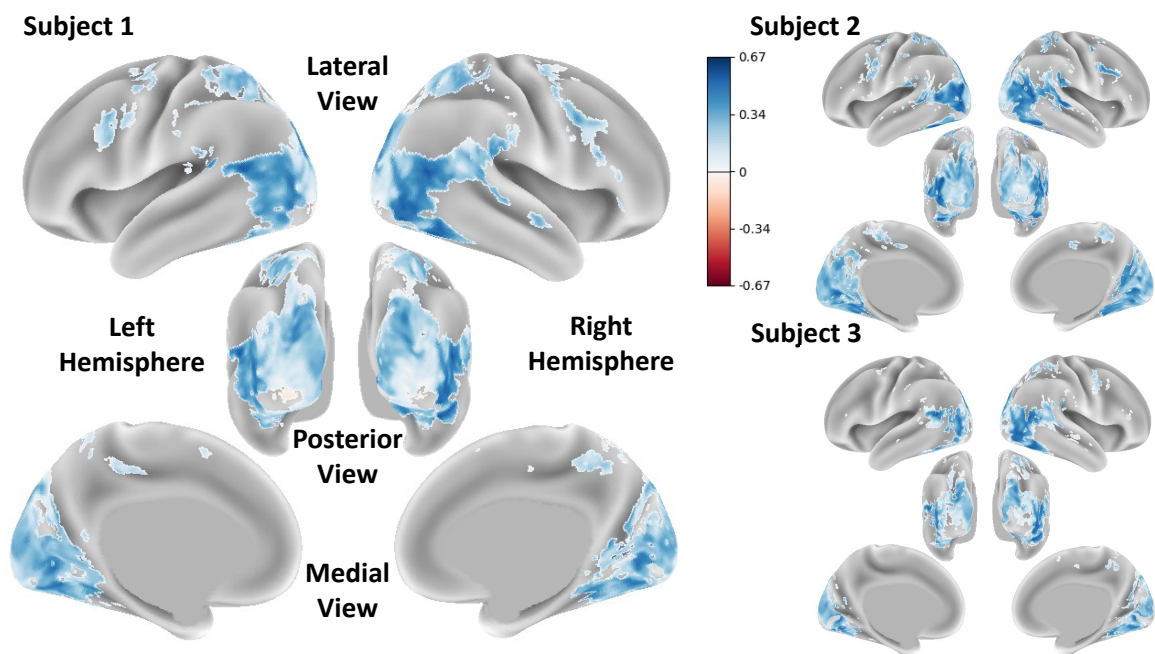 Subject 1
Lateral
View
Left
Hemisphere
Right
Hemisphere
Posterior
View
Medial
View
0.67
0.34
0
-0.34
-0.67
Subject 2
Subject 3